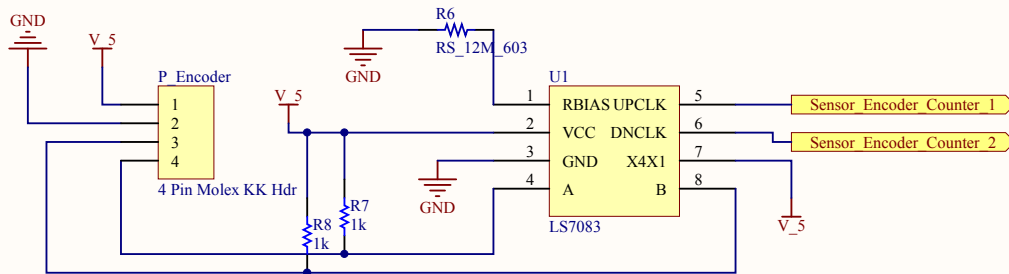 GND
V_5
P_Encoder
1
2
3
4
4 Pin Molex KK Hdr
V_5
R8
1k
R7
1k
GND
R6
RS_12M_603
GND
U1
1 RBIAS UPCLK 5
2 VCC DNCLK 6
3 GND X4X1 7
4 A B 8
LS7083
Sensor_Encoder_Counter_1
Sensor_Encoder_Counter_2
V_5